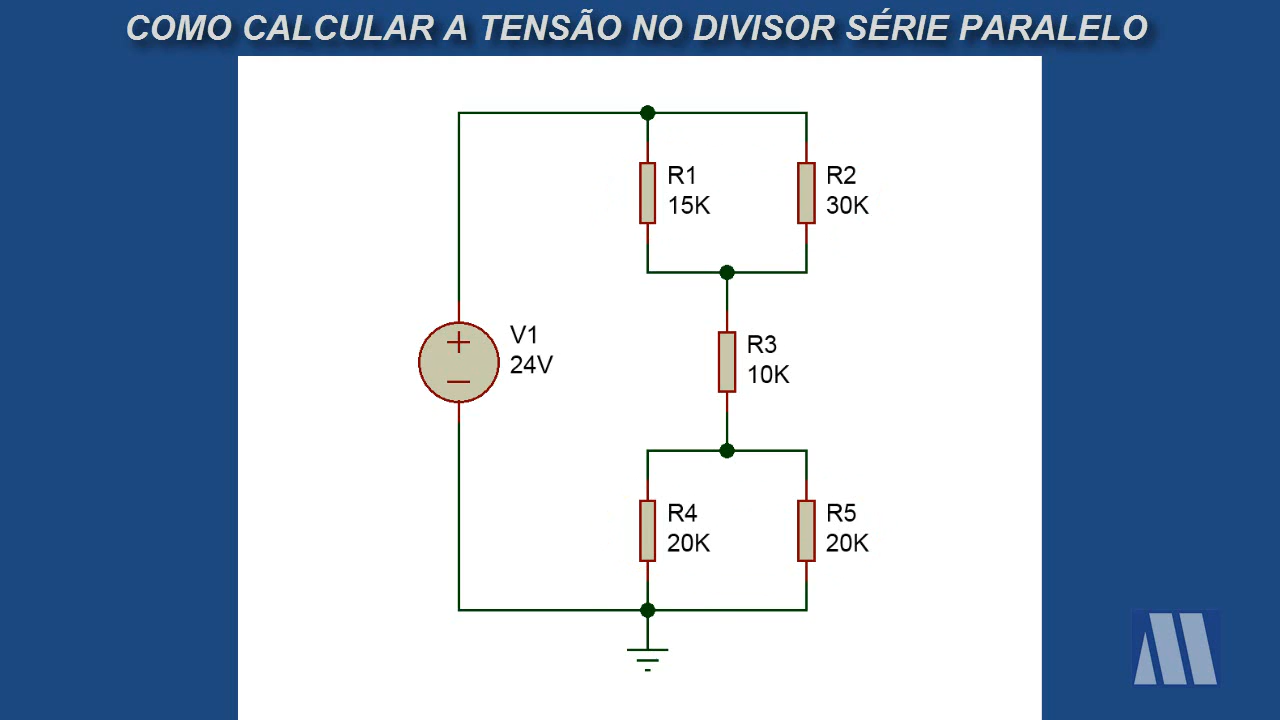 COMO CALCULAR A TENSÃO NO DIVISOR SÉRIE PARALELO
R1
15K
R2
30K
V1
24V
R3
10K
R4
20K
R5
20K